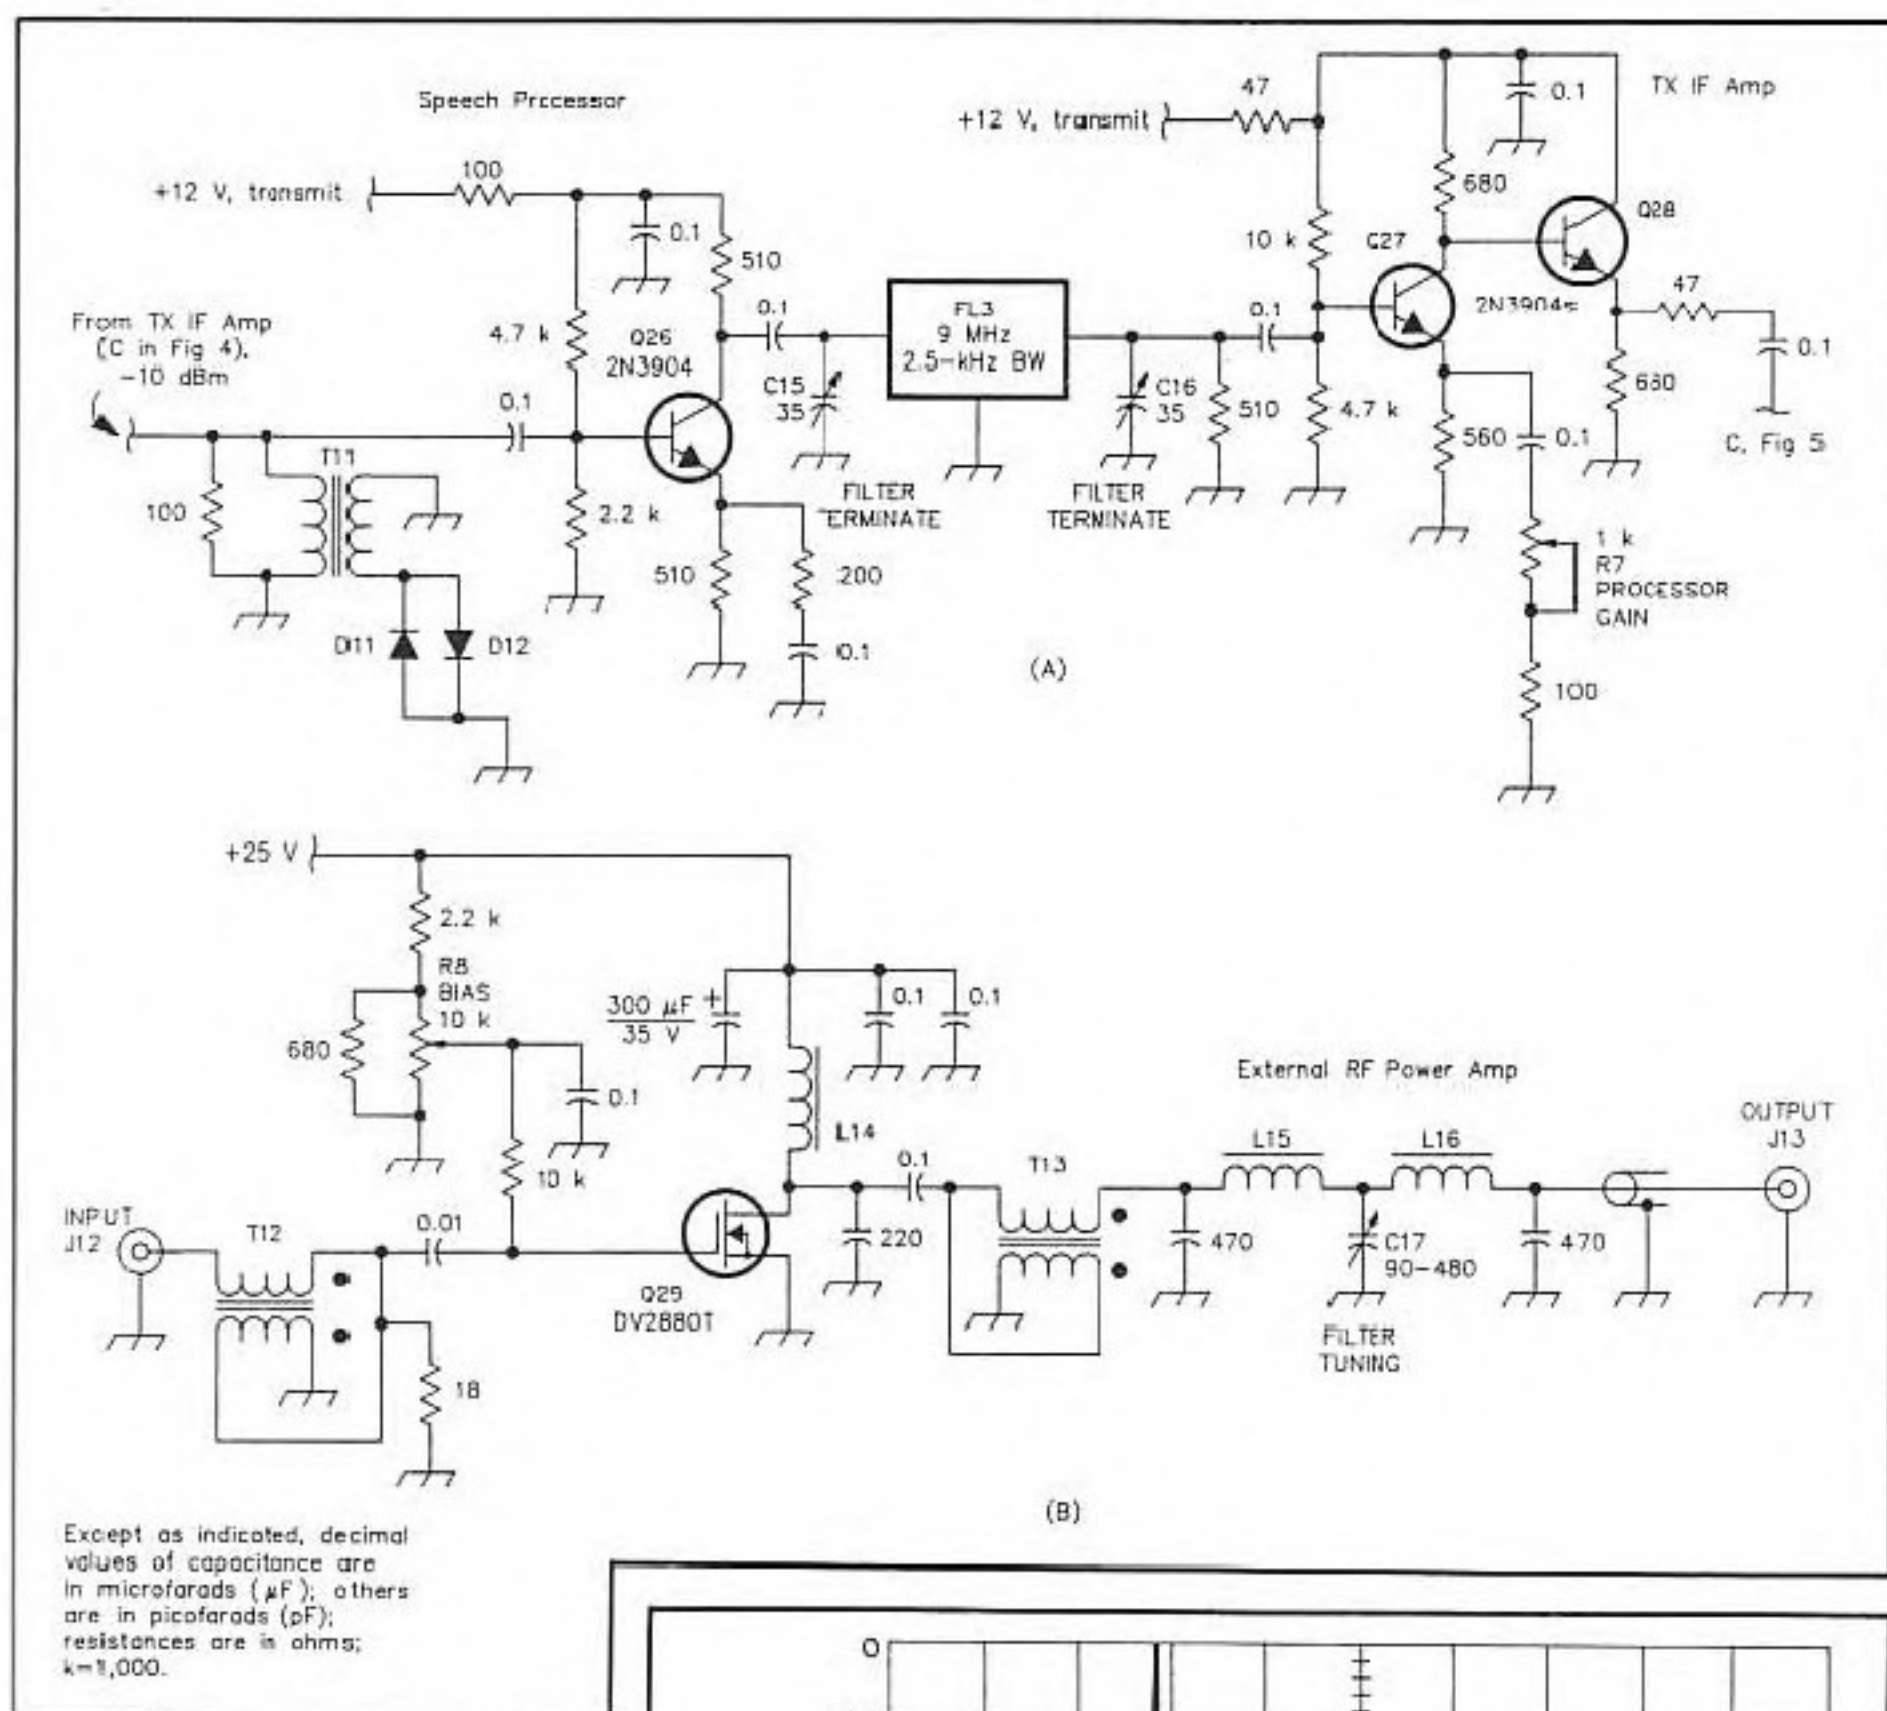 Speech Prccessor
+12 V, transmit
100
0.1
510
4.7 k
Q26
2N3904
From TX IF Amp
(C in Fig 4),
-10 dBm
0.1
T11
100
2.2 k
510
200
0.1
D11
D12
0.1
C15
35
FILTER
TERMINATE
FL3
9 MHz
2.5-kHz BW
C16
35
FILTER
TERMINATE
510
0.1
+12 V, transmit
47
0.1
TX IF Amp
680
Q28
10 k
Q27
2N3904s
47
0.1
4.7 k
560
0.1
680
C, Fig 5
1 k
R7
PROCESSOR
GAIN
100
(A)
+25 V
2.2 k
R8
BIAS
10 k
680
0.1
10 k
300 µF
35 V
+
0.1
0.1
L14
External RF Power Amp
INPUT
J12
T12
0.01
18
Q29
DV2880T
220
0.1
T13
470
L15
C17
90-480
FILTER
TUNING
L16
470
OUTPUT
J13
(B)
Except as indicated, decimal
values of capacitance are
in microfarads (µF); others
are in picofarads (pF);
resistances are in ohms;
k=1,000.
0